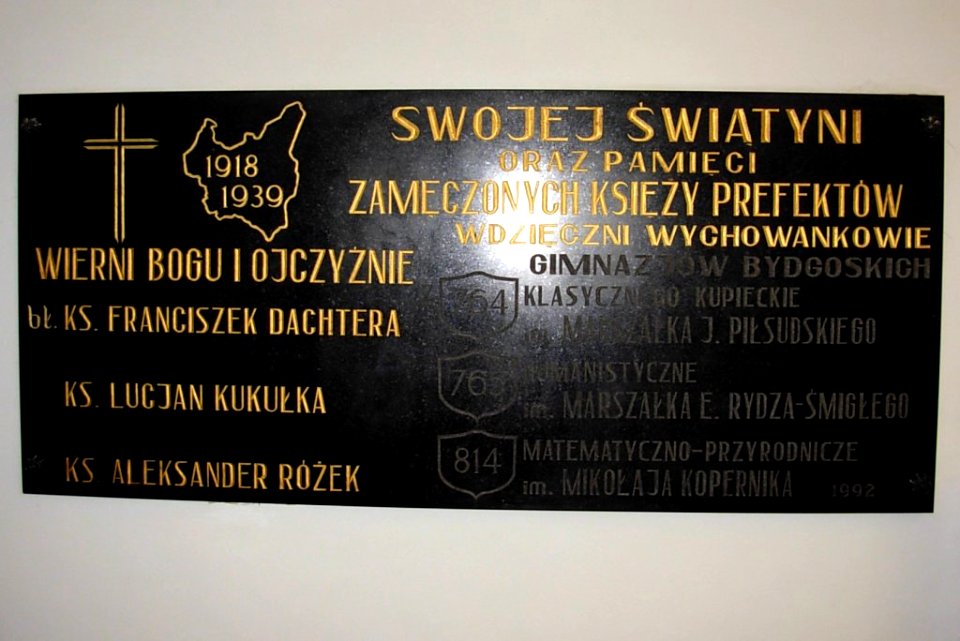 1918
1939
WIERNI BOGU I OJCZYŹNIE
bł. KS. FRANCISZEK DACHTERA
KS. LUCJAN KUKUŁKA
KS. ALEKSANDER RÓŻEK
SWOJEJ ŚWIĄTYNI
ORAZ PAMIĘCI
ZAMĘCZONYCH KSIĘŻY PREFEKTÓW
WDZIĘCZNI WYCHOWANKOWIE
GIMNAZJÓW BYDGOSKICH
764
KLASYCZNEGO KUPIECKIE
im. MARSZAŁKA J. PIŁSUDSKIEGO
765
HUMANISTYCZNE
im. MARSZAŁKA E. RYDZA-ŚMIGŁEGO
814
MATEMATYCZNO-PRZYRODNICZE
im. MIKOŁAJA KOPERNIKA 1992